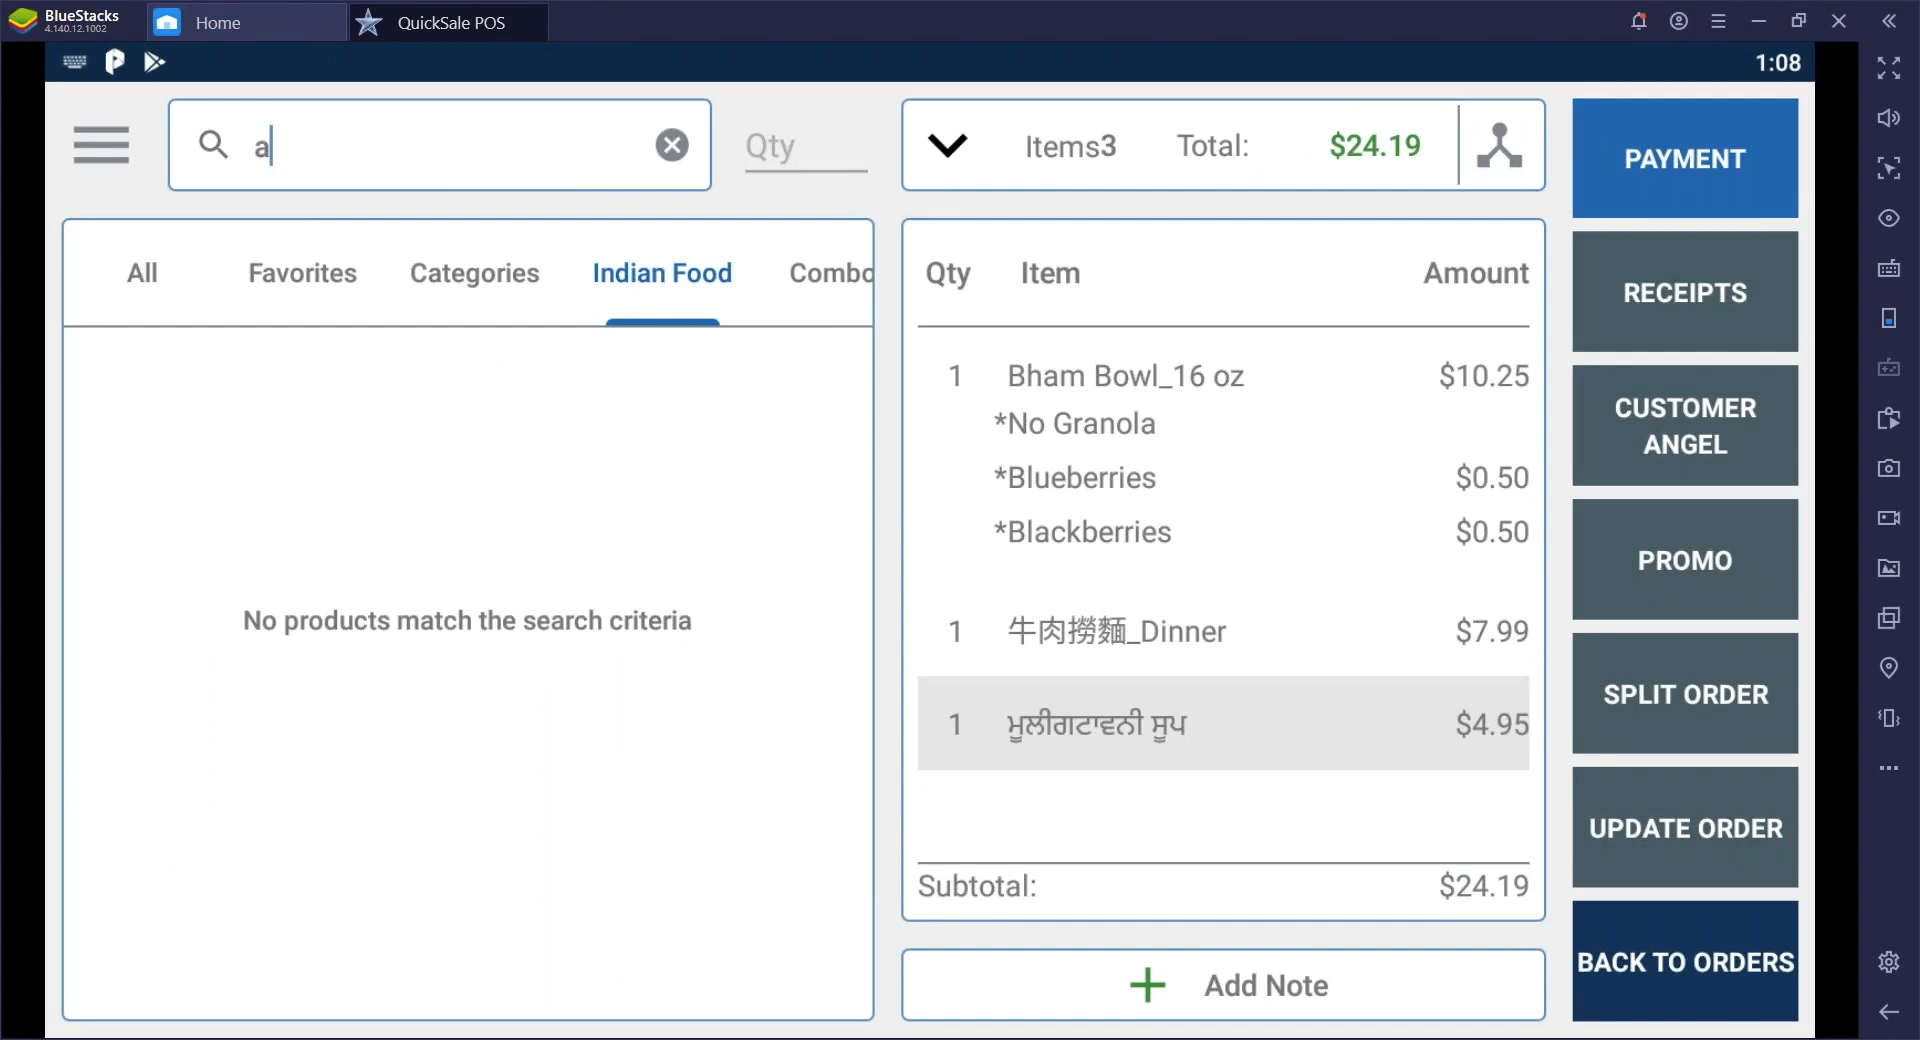 BlueStacks
4.140.12.1002
Home
QuickSale POS
1:08
a
Qty
Items3 Total: $24.19
PAYMENT
All Favorites Categories Indian Food Combo
Qty Item Amount
RECEIPTS
1 Bham Bowl_16 oz $10.25
*No Granola
*Blueberries $0.50
*Blackberries $0.50
CUSTOMER
ANGEL
PROMO
No products match the search criteria
1 牛肉撈麵_Dinner $7.99
SPLIT ORDER
1 ਮੂਲੀਗਟਾਵਨੀ ਸੂਪ $4.95
UPDATE ORDER
Subtotal: $24.19
BACK TO ORDERS
Add Note